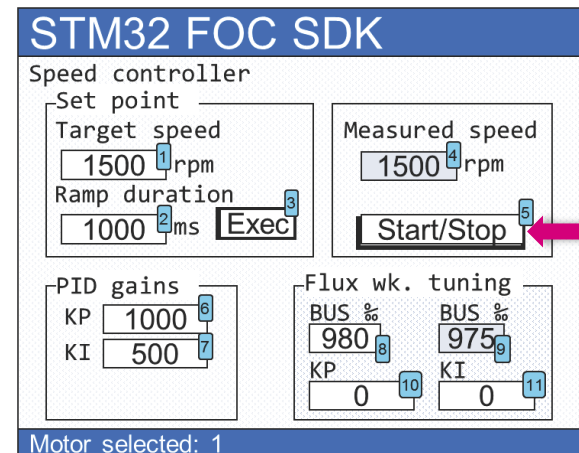 STM32 FOC SDK
Speed controller
Set point
Target speed
1500 1 rpm
Ramp duration
1000 2 ms
Exec 3
Measured speed
1500 4 rpm
Start/Stop 5
PID gains
KP 1000 6
KI 500 7
Flux wk. tuning
BUS ‰ BUS ‰
980 8 975 9
KP KI
0 10 0 11
Motor selected: 1